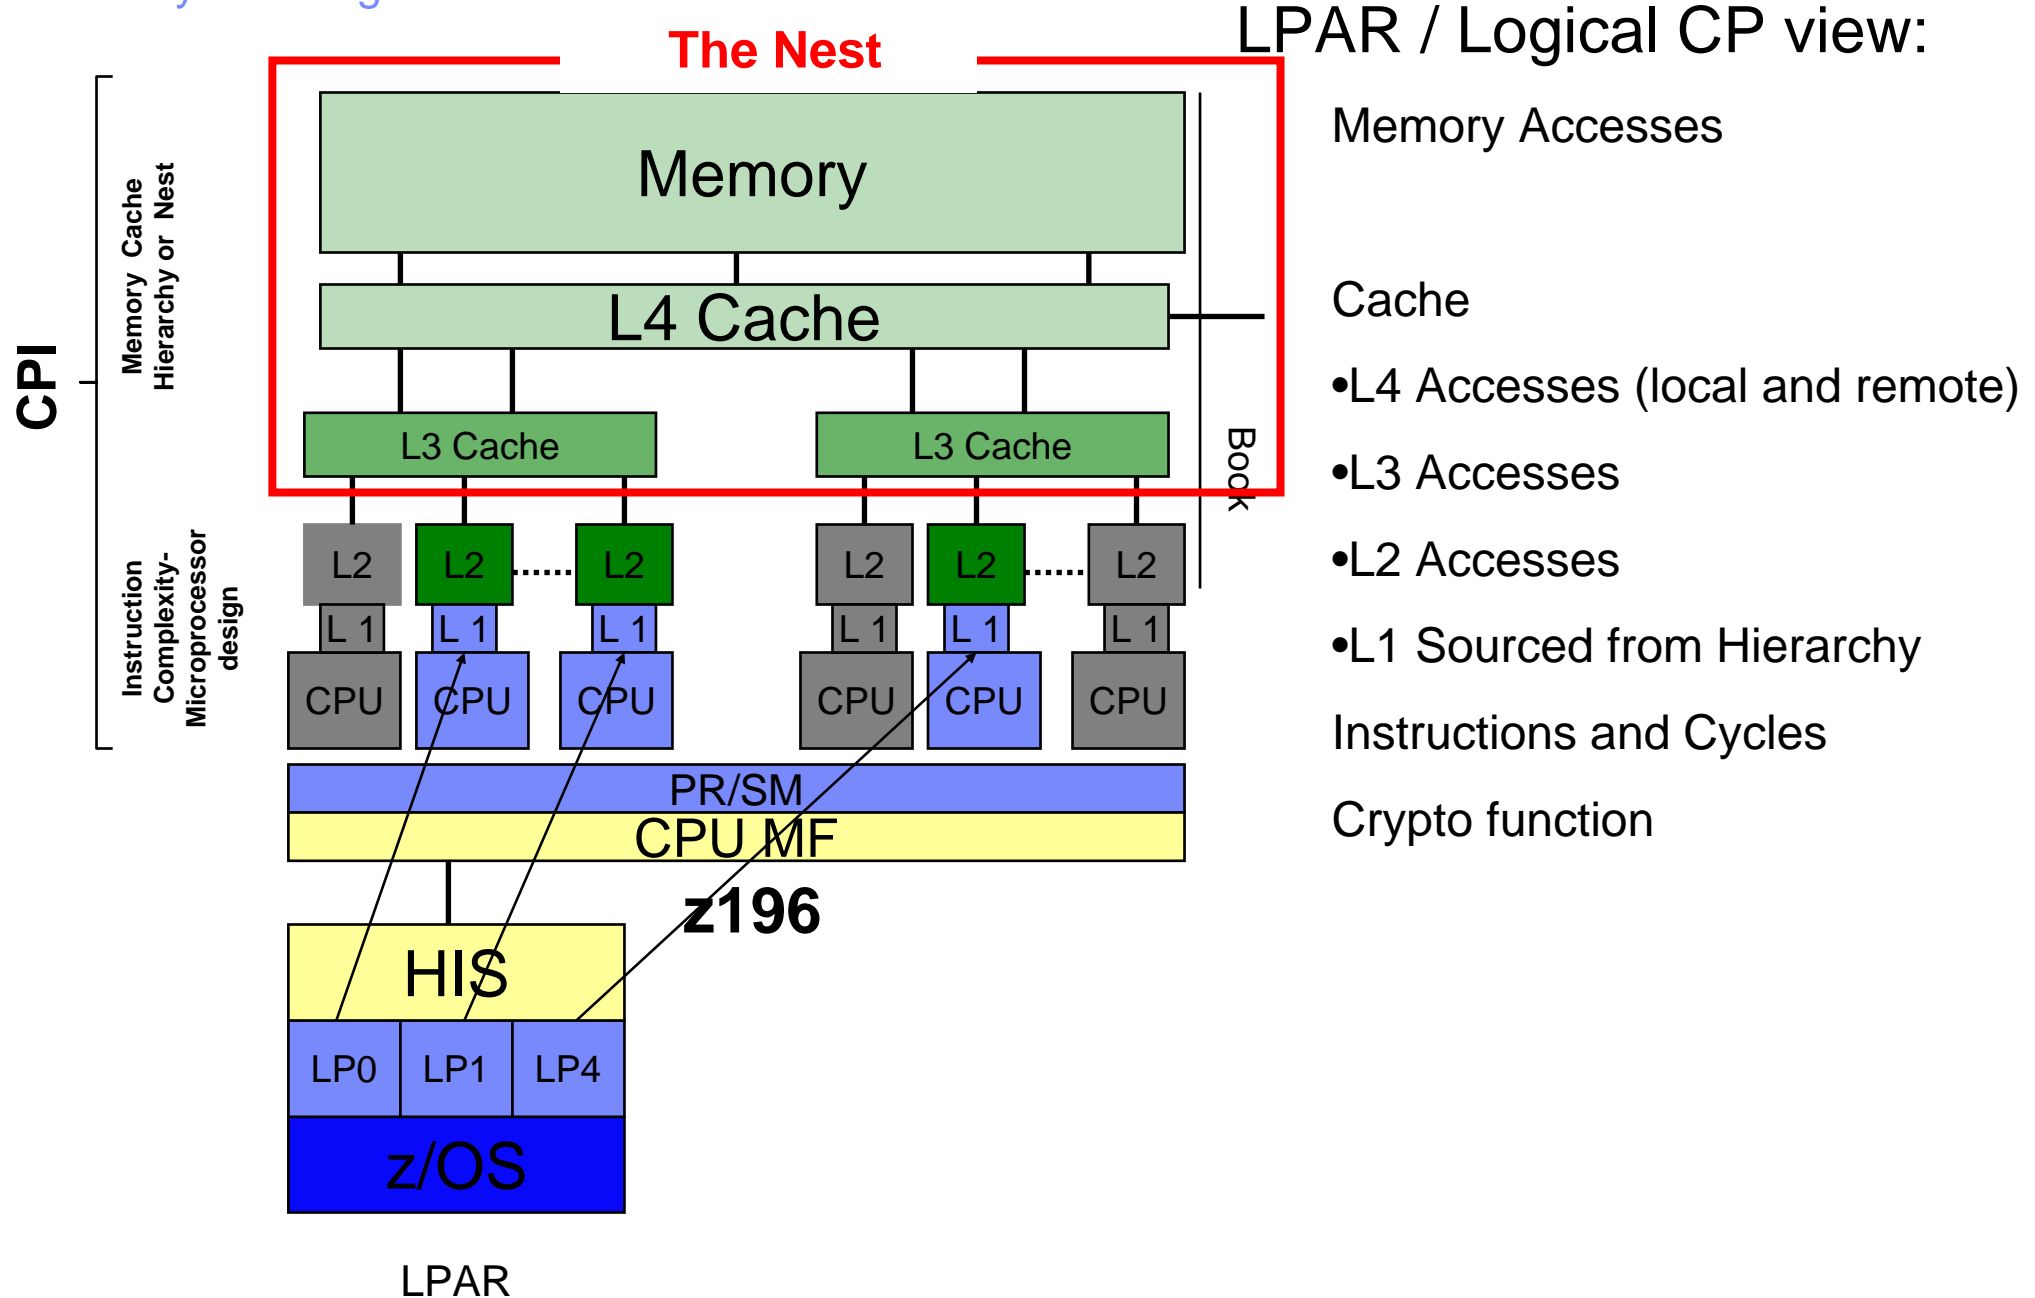 The Nest
LPAR / Logical CP view:
Memory
Memory Accesses
L4 Cache
Cache
•L4 Accesses (local and remote)
L3 Cache
L3 Cache
•L3 Accesses
Book
L2
L2
L2
L2
L2
L2
•L2 Accesses
L 1
L 1
L 1
L 1
L 1
L 1
•L1 Sourced from Hierarchy
CPU
CPU
CPU
CPU
CPU
CPU
Instructions and Cycles
Crypto function
CPI
Memory Cache
Hierarchy or Nest
Instruction
Complexity-
Microprocessor
design
PR/SM
CPU MF
z196
HIS
LP0
LP1
LP4
z/OS
LPAR